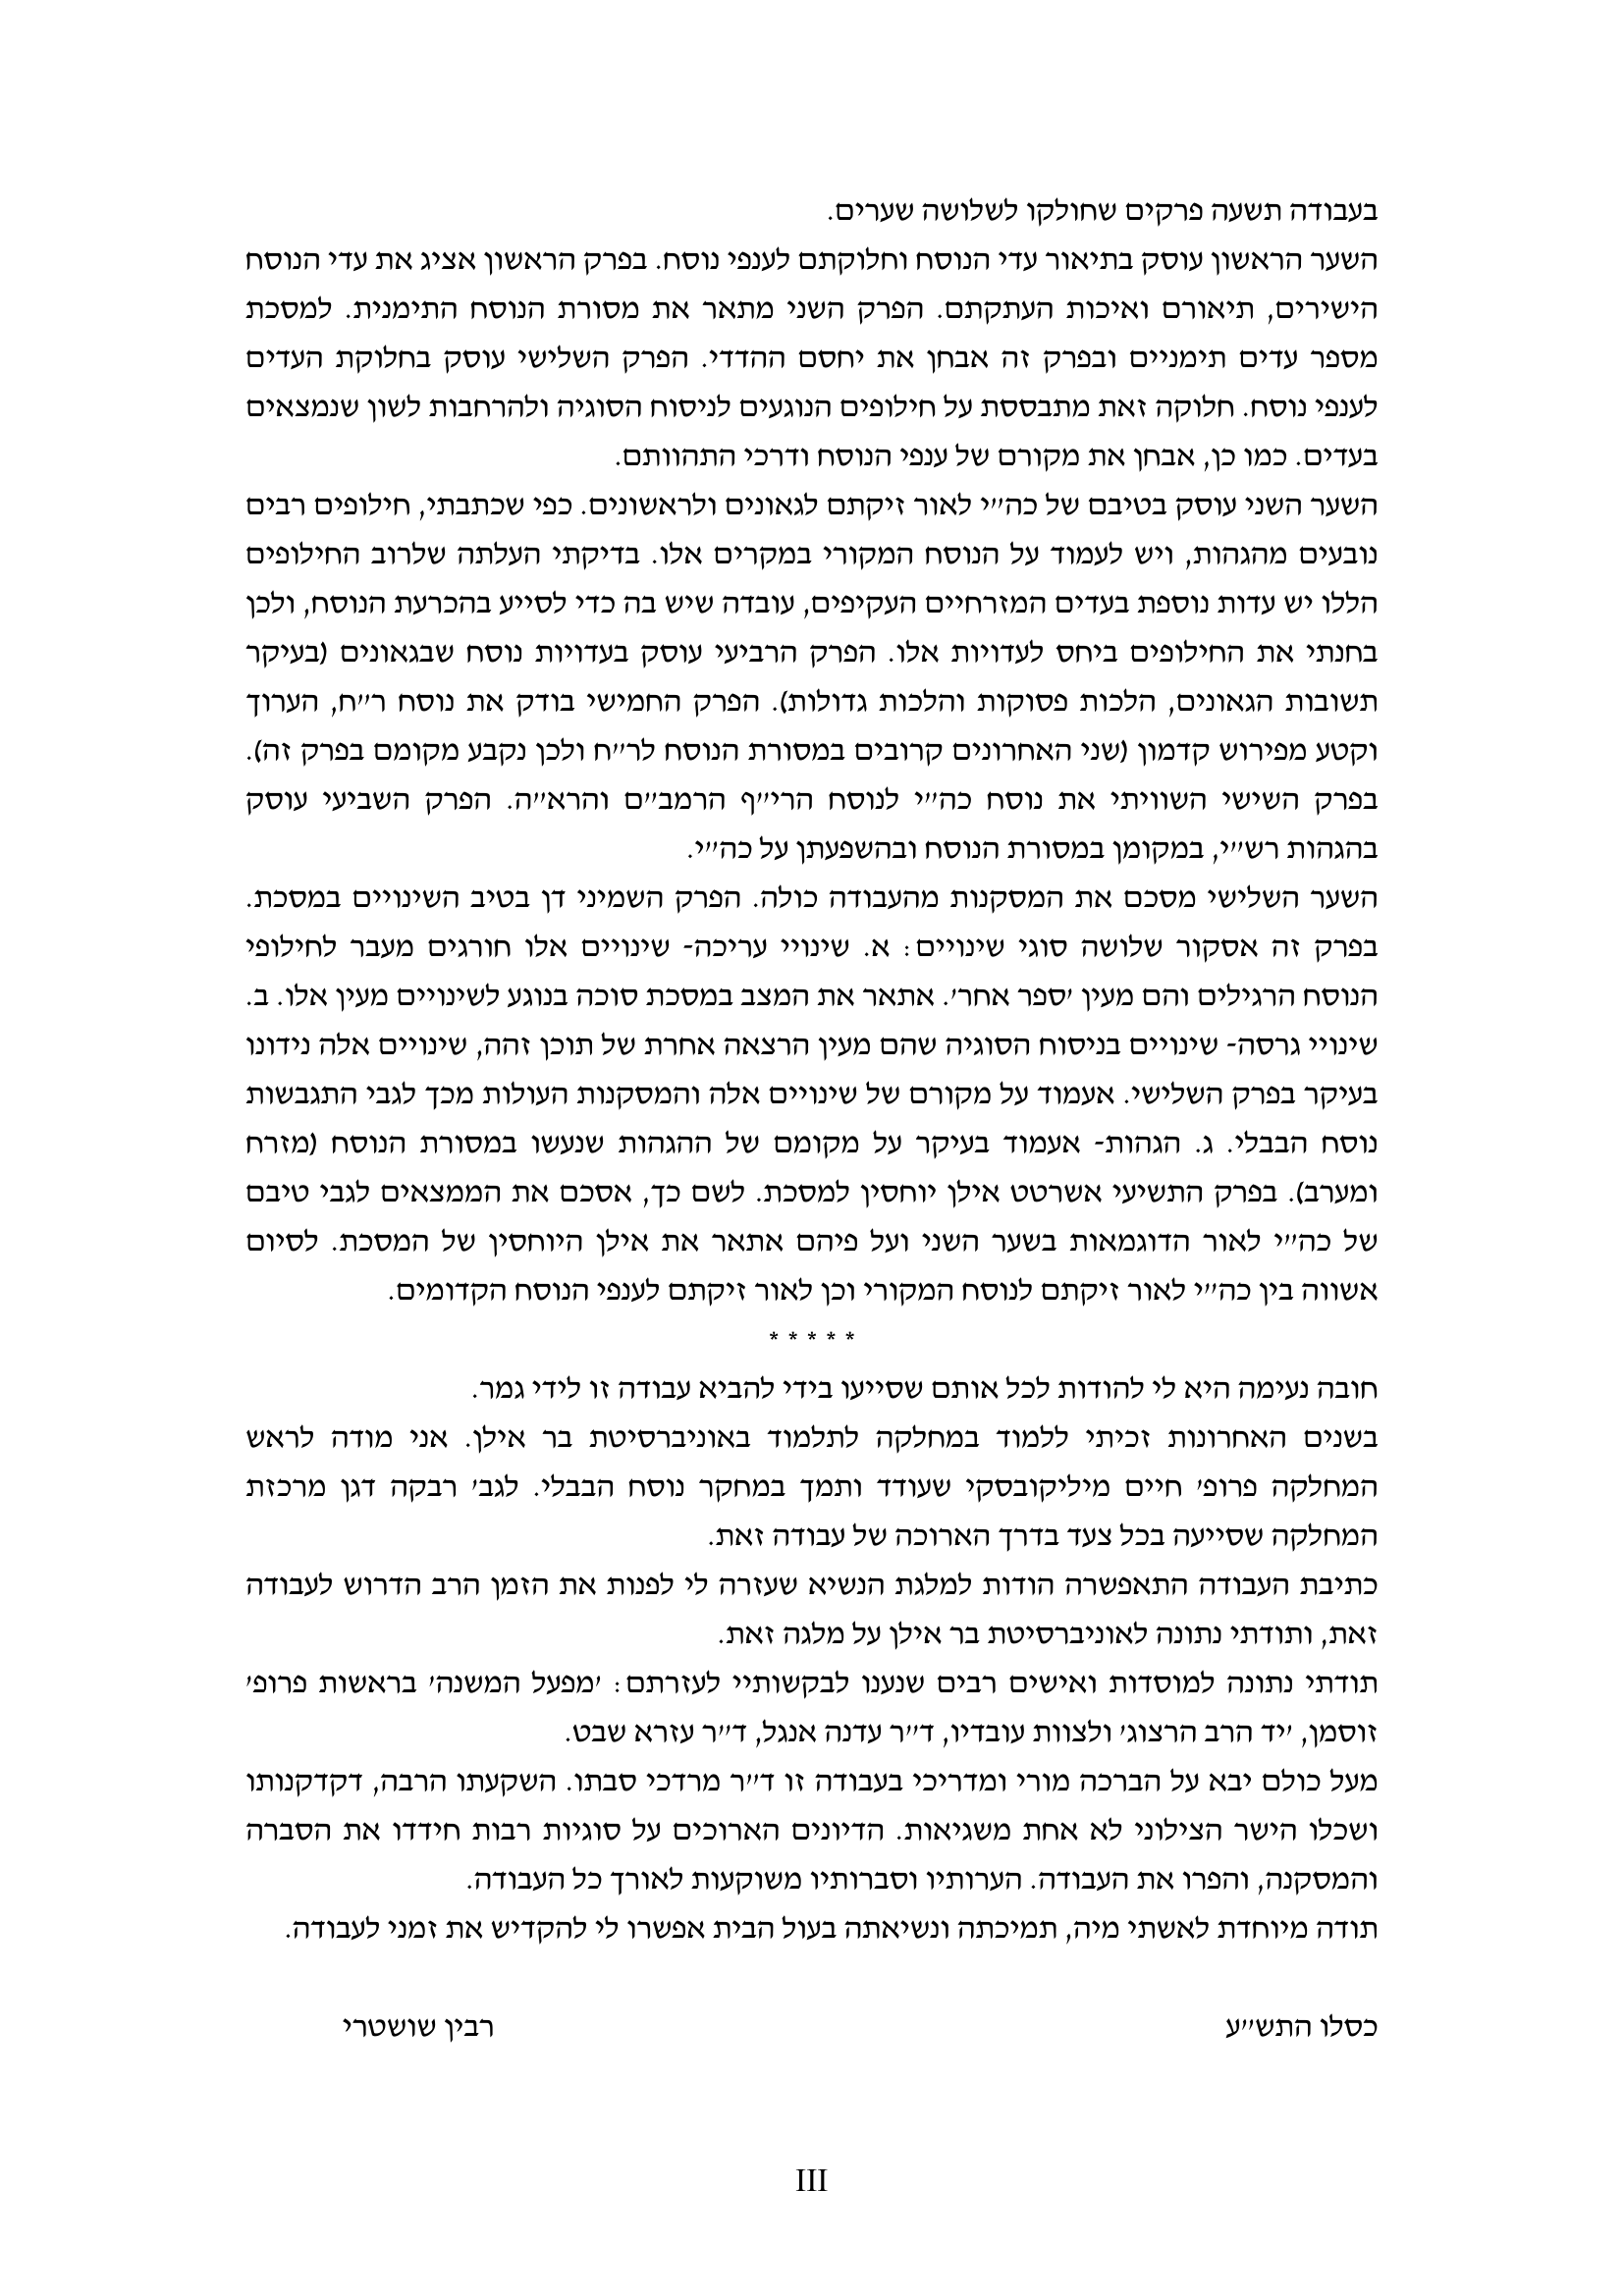 בעבודה תשעה פרקים שחולקו לשלושה שערים.
השער הראשון עוסק בתיאור עדי הנוסח וחלוקתם לענפי נוסח. בפרק הראשון אציג את עדי הנוסח
הישירים, תיאורם ואיכות העתקתם. הפרק השני מתאר את מסורת הנוסח התימנית. למסכת
מספר עדים תימניים ובפרק זה אבחן את יחסם ההדדי. הפרק השלישי עוסק בחלוקת העדים
לענפי נוסח. חלוקה זאת מתבססת על חילופים הנוגעים לניסוח הסוגיה ולהרחבות לשון שנמצאים
בעדים. כמו כן, אבחן את מקורם של ענפי הנוסח ודרכי התהוותם.
השער השני עוסק בטיבם של כה״י לאור זיקתם לגאונים ולראשונים. כפי שכתבתי, חילופים רבים
נובעים מהגהות, ויש לעמוד על הנוסח המקורי במקרים אלו. בדיקתי העלתה שלרוב החילופים
הללו יש עדות נוספת בעדים המזרחיים העקיפים, עובדה שיש בה כדי לסייע בהכרעת הנוסח, ולכן
בחנתי את החילופים ביחס לעדויות אלו. הפרק הרביעי עוסק בעדויות נוסח שבגאונים (בעיקר
תשובות הגאונים, הלכות פסוקות והלכות גדולות). הפרק החמישי בודק את נוסח ר״ח, הערוך
וקטע מפירוש קדמון (שני האחרונים קרובים במסורת הנוסח לר״ח ולכן נקבע מקומם בפרק זה).
בפרק השישי השוויתי את נוסח כה״י לנוסח הרי״ף הרמב״ם והרא״ה. הפרק השביעי עוסק
בהגהות רש״י, במקומן במסורת הנוסח ובהשפעתן על כה״י.
השער השלישי מסכם את המסקנות מהעבודה כולה. הפרק השמיני דן בטיב השינויים במסכת.
בפרק זה אסקור שלושה סוגי שינויים: א. שינויי עריכה- שינויים אלו חורגים מעבר לחילופי
הנוסח הרגילים והם מעין ׳ספר אחר׳. אתאר את המצב במסכת סוכה בנוגע לשינויים מעין אלו. ב.
שינויי גרסה- שינויים בניסוח הסוגיה שהם מעין הרצאה אחרת של תוכן זהה, שינויים אלה נידונו
בעיקר בפרק השלישי. אעמוד על מקורם של שינויים אלה והמסקנות העולות מכך לגבי התגבשות
נוסח הבבלי. ג. הגהות- אעמוד בעיקר על מקומם של ההגהות שנעשו במסורת הנוסח (מזרח
ומערב). בפרק התשיעי אשרטט אילן יוחסין למסכת. לשם כך, אסכם את הממצאים לגבי טיבם
של כה״י לאור הדוגמאות בשער השני ועל פיהם אתאר את אילן היוחסין של המסכת. לסיום
אשווה בין כה״י לאור זיקתם לנוסח המקורי וכן לאור זיקתם לענפי הנוסח הקדומים.
* * * * *
חובה נעימה היא לי להודות לכל אותם שסייעו בידי להביא עבודה זו לידי גמר.
בשנים האחרונות זכיתי ללמוד במחלקה לתלמוד באוניברסיטת בר אילן. אני מודה לראש
המחלקה פרופ׳ חיים מיליקובסקי שעודד ותמך במחקר נוסח הבבלי. לגב׳ רבקה דגן מרכזת
המחלקה שסייעה בכל צעד בדרך הארוכה של עבודה זאת.
כתיבת העבודה התאפשרה הודות למלגת הנשיא שעזרה לי לפנות את הזמן הרב הדרוש לעבודה
זאת, ותודתי נתונה לאוניברסיטת בר אילן על מלגה זאת.
תודתי נתונה למוסדות ואישים רבים שנענו לבקשותיי לעזרתם: ׳מפעל המשנה׳ בראשות פרופ׳
זוסמן, ׳יד הרב הרצוג׳ ולצוות עובדיו, ד״ר עדנה אנגל, ד״ר עזרא שבט.
מעל כולם יבא על הברכה מורי ומדריכי בעבודה זו ד״ר מרדכי סבתו. השקעתו הרבה, דקדקנותו
ושכלו הישר הצילוני לא אחת משגיאות. הדיונים הארוכים על סוגיות רבות חידדו את הסברה
והמסקנה, והפרו את העבודה. הערותיו וסברותיו משוקעות לאורך כל העבודה.
תודה מיוחדת לאשתי מיה, תמיכתה ונשיאתה בעול הבית אפשרו לי להקדיש את זמני לעבודה.
כסלו התש״ע רבין שושטרי
III